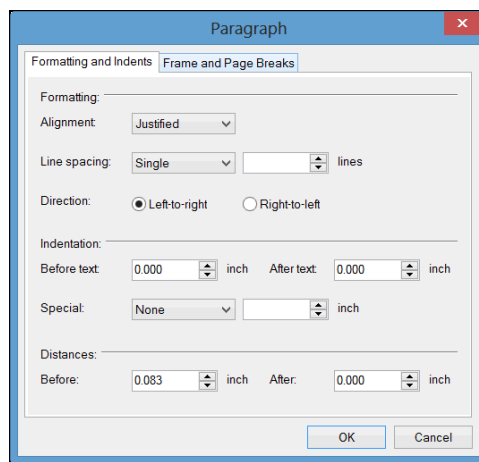 Paragraph
Formatting and Indents Frame and Page Breaks
Formatting:
Alignment: Justified
Line spacing: Single lines
Direction: Left-to-right Right-to-left
Indentation:
Before text: 0.000 inch After text: 0.000 inch
Special: None inch
Distances:
Before: 0.083 inch After: 0.000 inch
OK Cancel